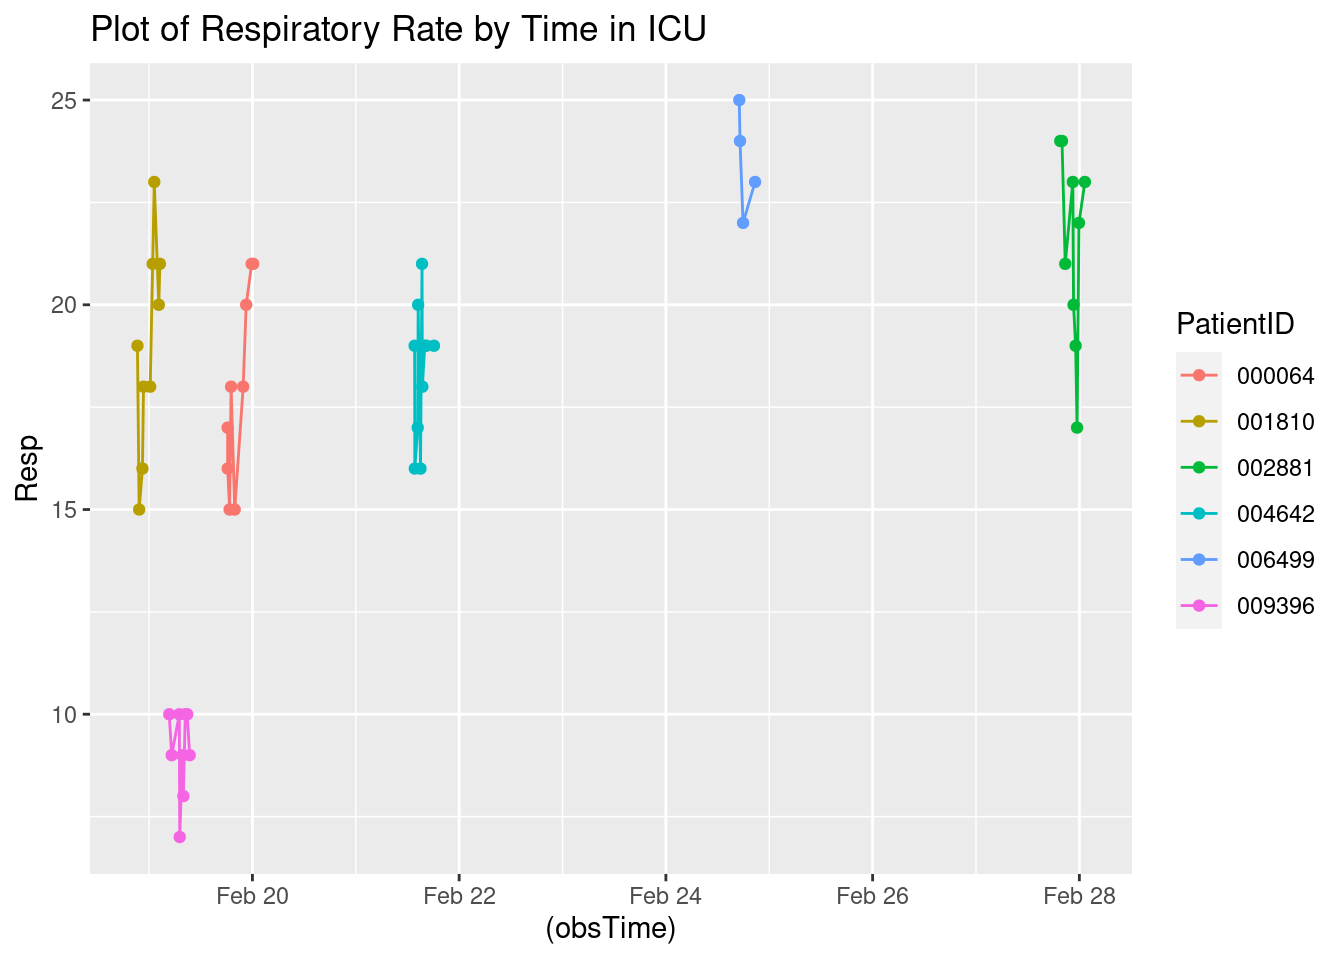 Plot of Respiratory Rate by Time in ICU
25
20
15
10
Resp
Feb 20 Feb 22 Feb 24 Feb 26 Feb 28
(obsTime)
PatientID
000064
001810
002881
004642
006499
009396